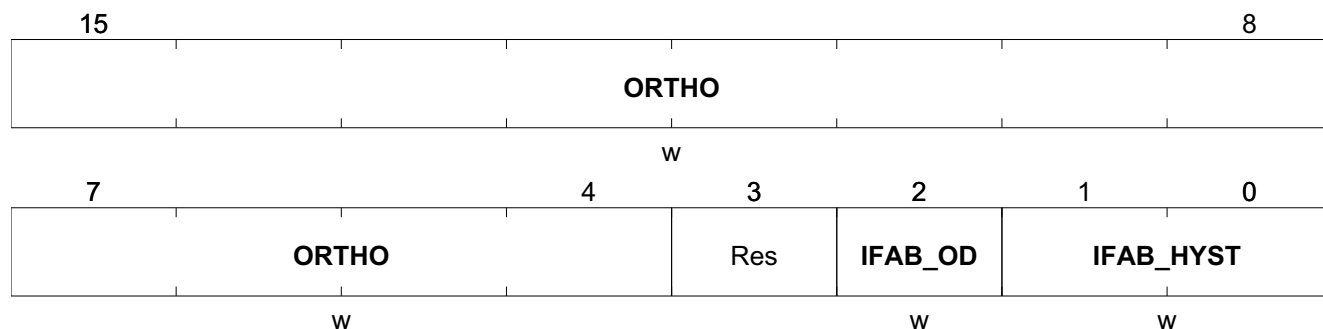 15 8
ORTHO
w
7 4 3 2 1 0
ORTHO Res IFAB_OD IFAB_HYST
w w w